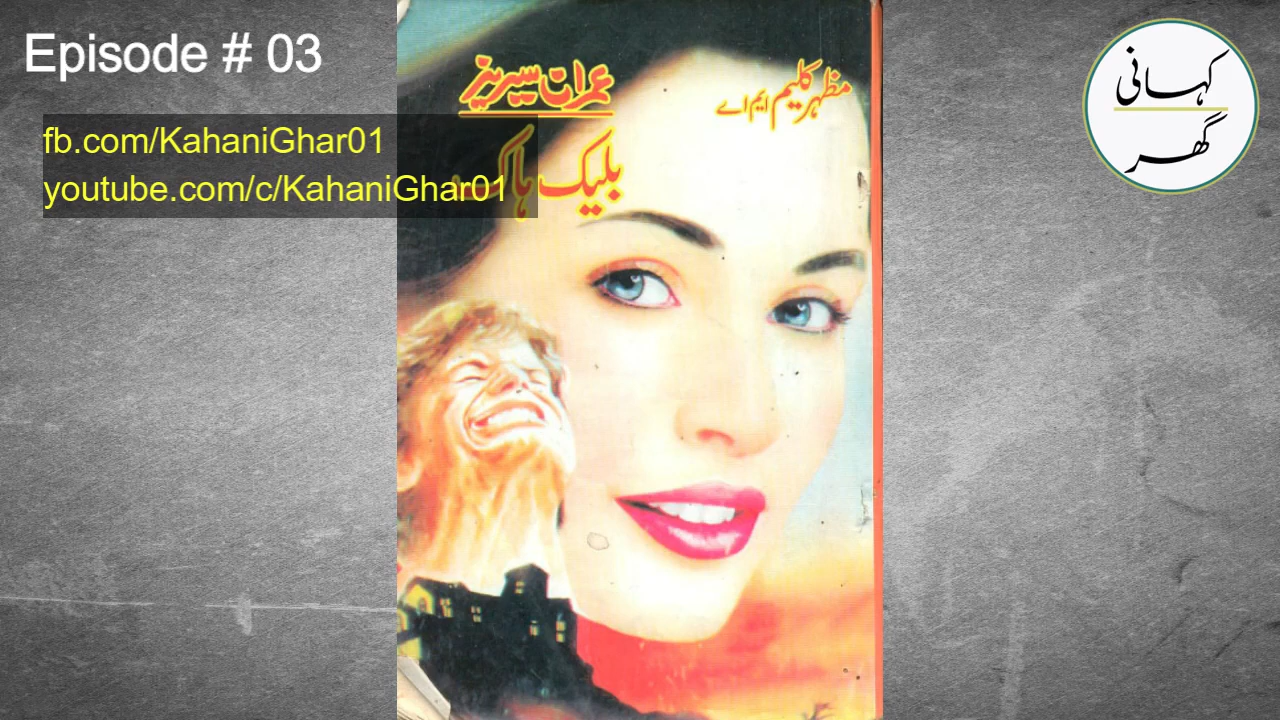 Episode # 03
fb.com/KahaniGhar01
youtube.com/c/KahaniGhar01
عمران سیریز
مظہر کلیم ایم اے
بلیک ہاک
کہانی
گھر